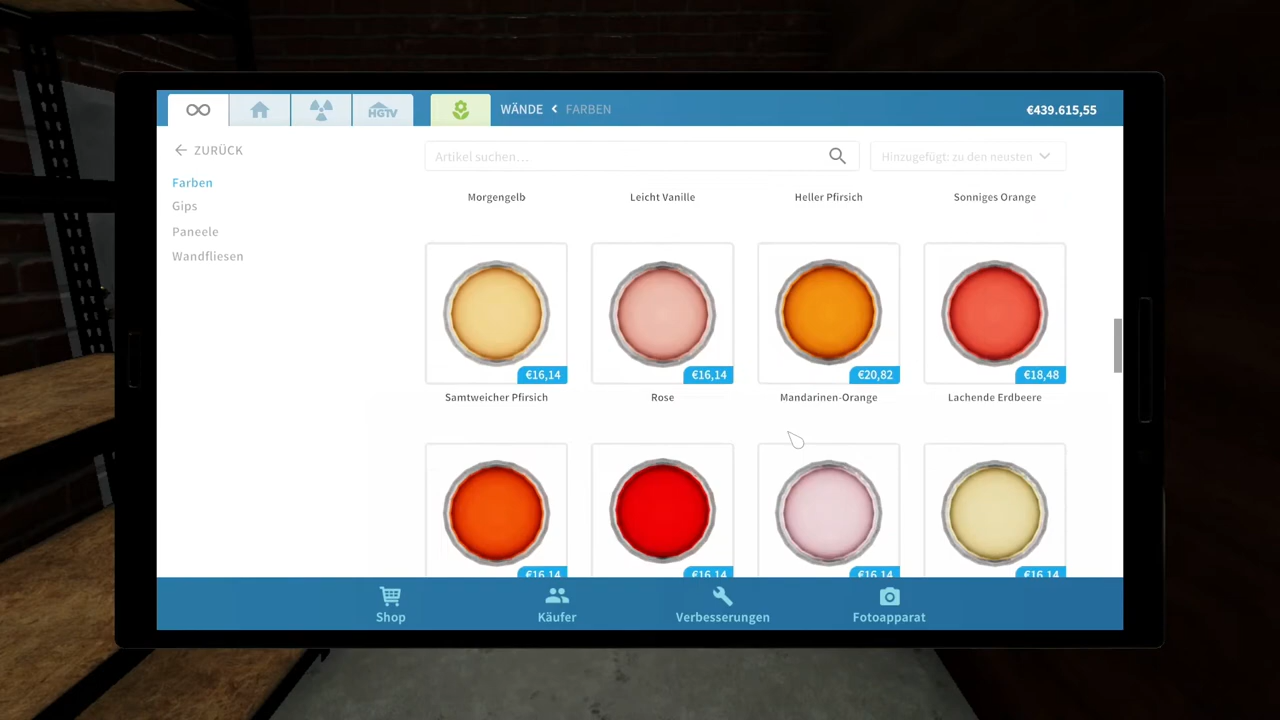 HGTV
WÄNDE < FARBEN
€439.615,55
← ZURÜCK
Farben
Gips
Paneele
Wandfliesen
Artikel suchen...
Hinzugefügt: zu den neusten
Morgengelb
Leicht Vanille
Heller Pfirsich
Sonniges Orange
€16,14
€16,14
€20,82
€18,48
Samtweicher Pfirsich
Rose
Mandarinen-Orange
Lachende Erdbeere
€16,14
€16,14
€16,14
€16,14
Shop
Käufer
Verbesserungen
Fotoapparat